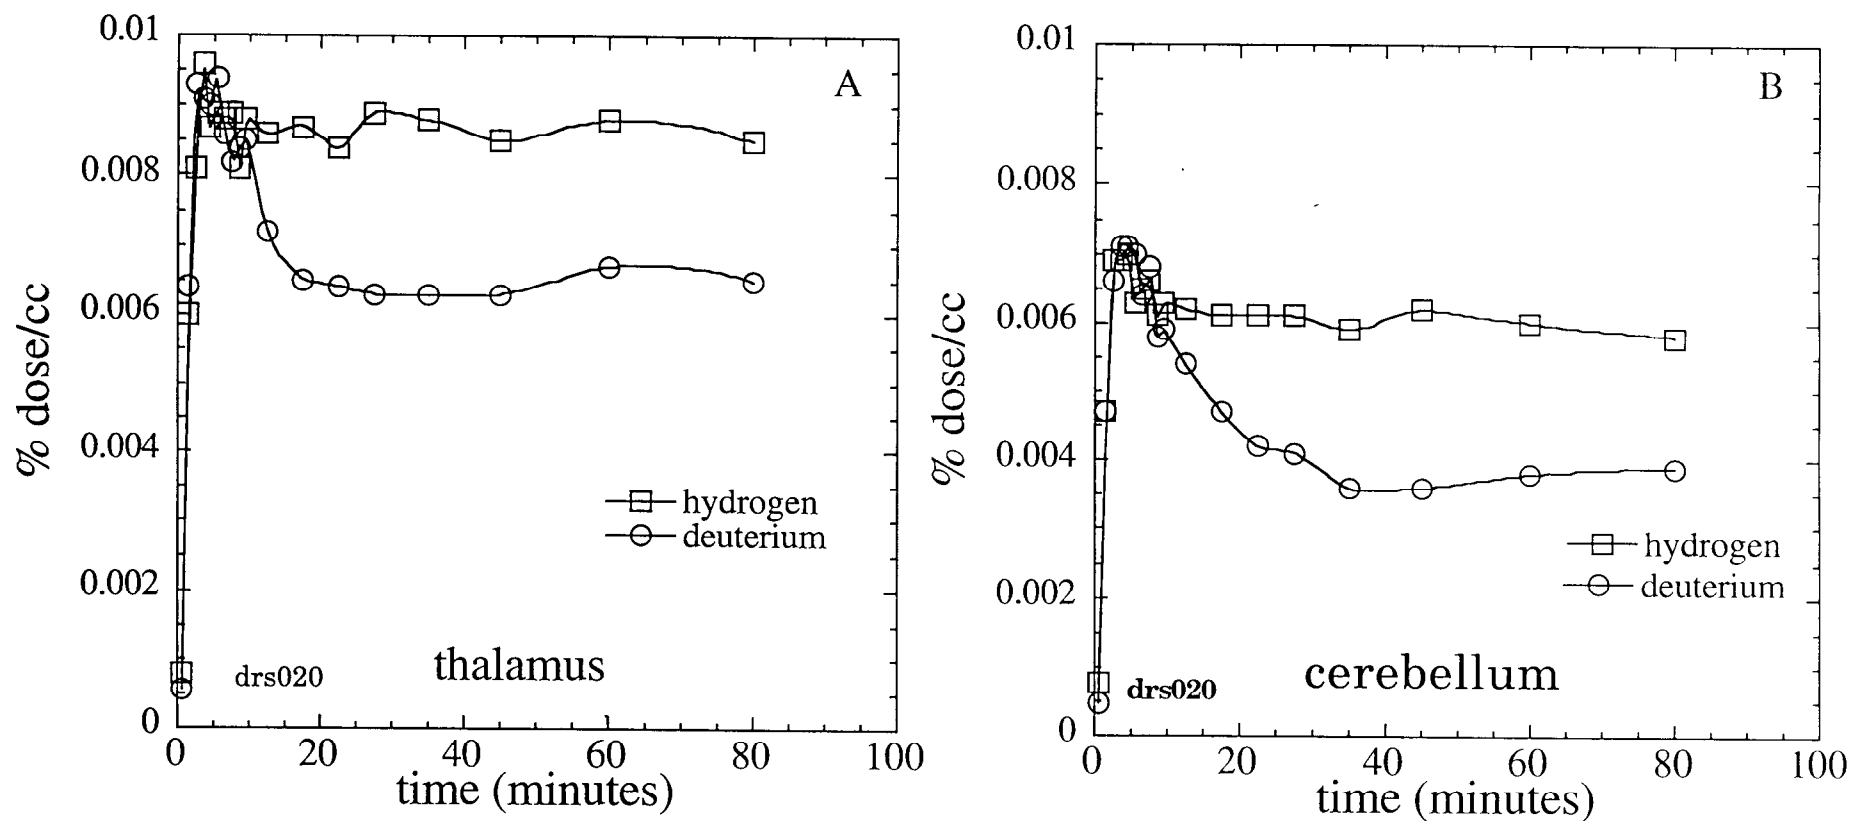 0.01
0.008
0.006
0.004
0.002
0
% dose/cc
A
hydrogen
deuterium
drs020
thalamus
0 20 40 60 80 100
time (minutes)
0.01
0.008
0.006
0.004
0.002
0
% dose/cc
B
hydrogen
deuterium
drs020
cerebellum
0 20 40 60 80 100
time (minutes)